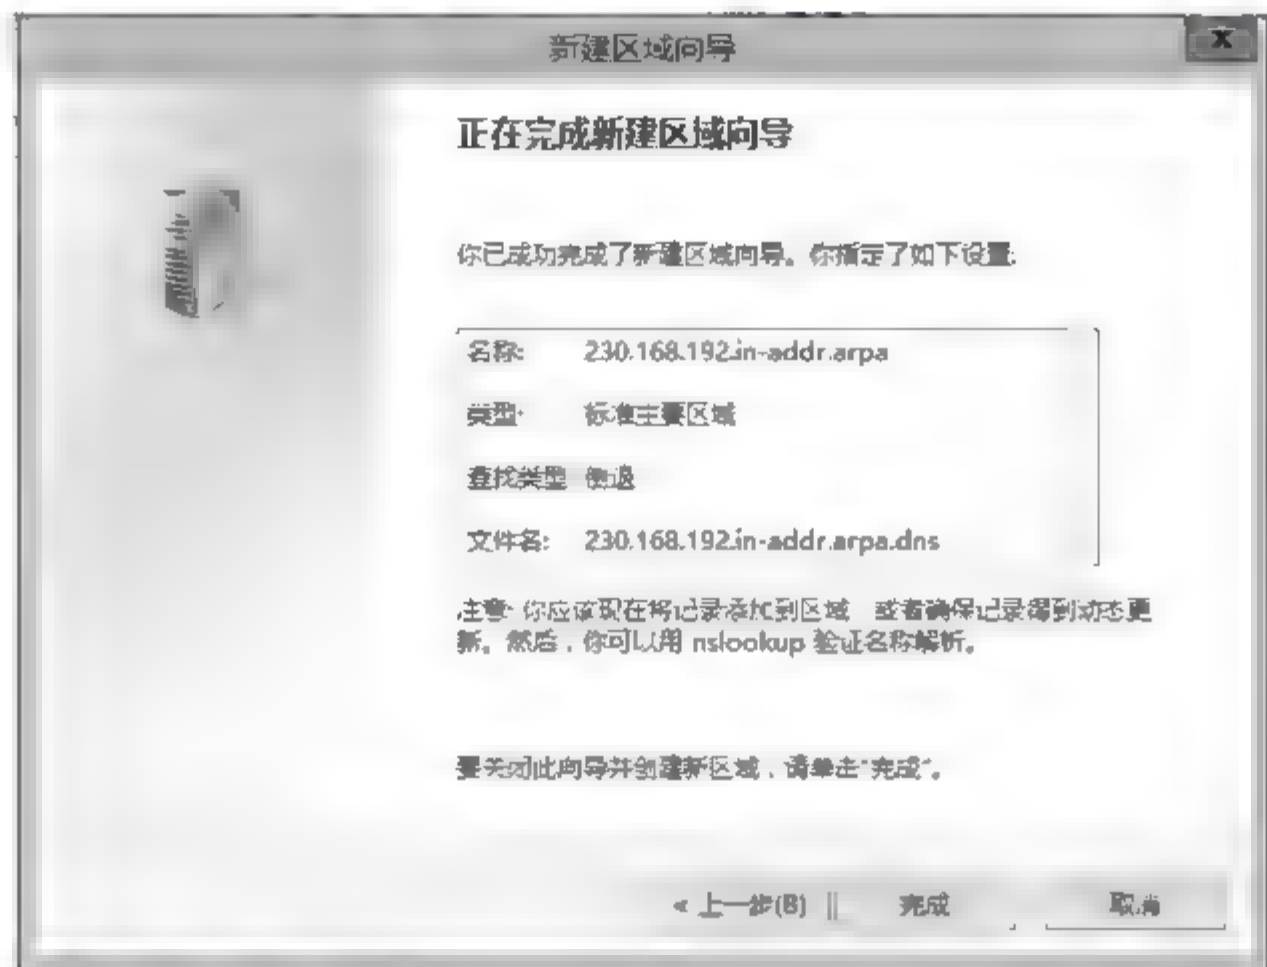 新建区域向导
正在完成新建区域向导
你已成功完成了新建区域向导。你指定了如下设置:
名称: 230.168.192.in-addr.arpa
类型: 标准主要区域
查找类型
文件名: 230.168.192.in-addr.arpa.dns
注意: 你应该现在将记录添加到区域 或者确保记录得到动态更
新。然后，你可以用 nslookup 验证名称解析。
要关闭此向导并创建新区域，请单击“完成”。
< 上一步(B) 完成 取消